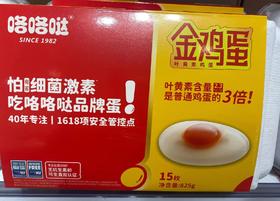 咯咯哒
SINCE 1982
怕细菌激素
吃咯咯哒品牌蛋!
40年专注 | 1618项安全管控点
金鸡蛋
叶黄素鸡蛋
叶黄素含量
是普通鸡蛋的3倍!
15枚
净含量:825g